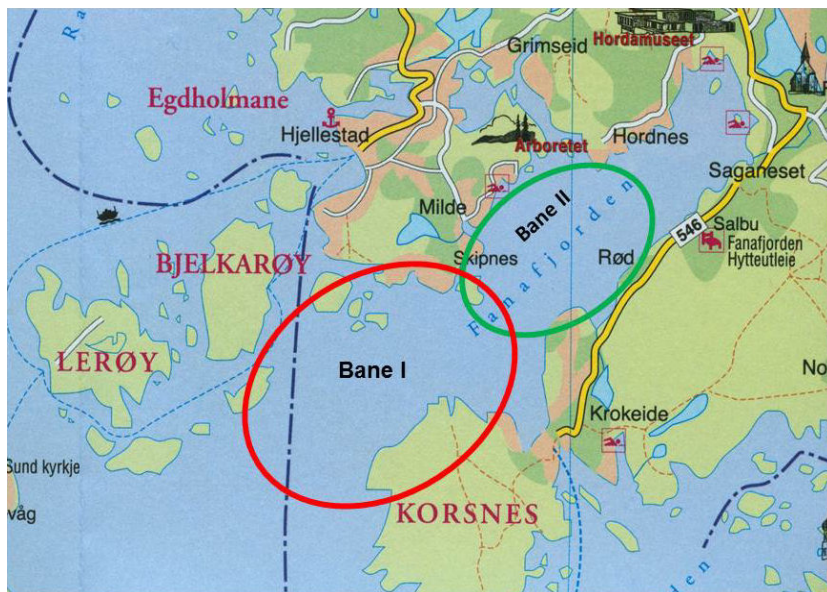 Hordamuseet
Grimseid
Egdholmane
Hjellestad
Arboretet
Hordnes
Saganeset
Milde
Bane II
546
Salbu
Fanafjorden
Hytteutleie
BJELKARØY
Skipnes
Rød
Fanafjorden
LERØY
Bane I
No
Krokeide
Sund kyrkje
KORSNES
våg
rden